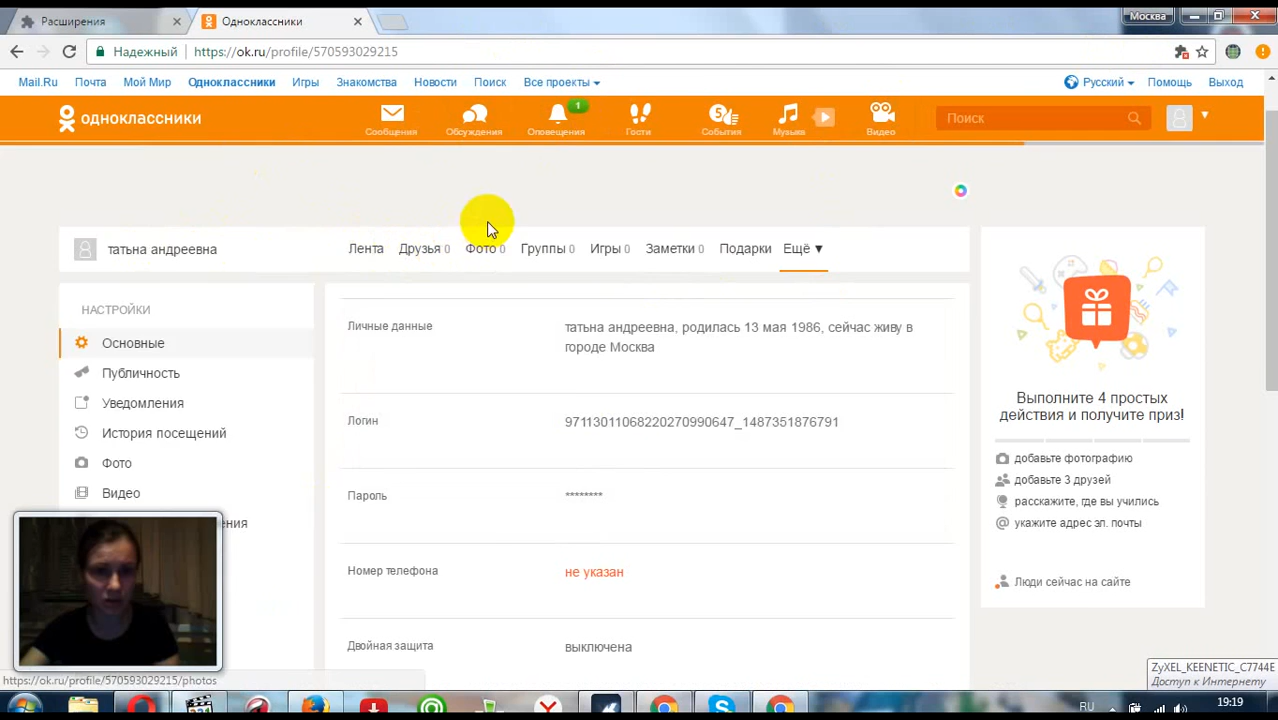 Расширения
Одноклассники
Москва
Надежный
https://ok.ru/profile/570593029215
Mail.Ru Почта Мой Мир Одноклассники Игры Знакомства Новости Поиск Все проекты
Русский Помощь Выход
одноклассники
Сообщения
Обсуждения
1
Оповещения
Гости
5
События
Музыка
Видео
Поиск
татьна андреевна
Лента Друзья 0 Фото 0 Группы 0 Игры 0 Заметки 0 Подарки Ещё ▼
НАСТРОЙКИ
Основные
Публичность
Уведомления
История посещений
Фото
Видео
ения
Личные данные
татьна андреевна, родилась 13 мая 1986, сейчас живу в
городе Москва
Логин
97113011068220270990647_1487351876791
Пароль
********
Номер телефона
не указан
Двойная защита
выключена
Выполните 4 простых
действия и получите приз!
добавьте фотографию
добавьте 3 друзей
расскажите, где вы учились
@ укажите адрес эл. почты
Люди сейчас на сайте
https://ok.ru/profile/570593029215/photos
ZyXEL_KEENETIC_C7744E
Доступ к Интернету
RU
19:19